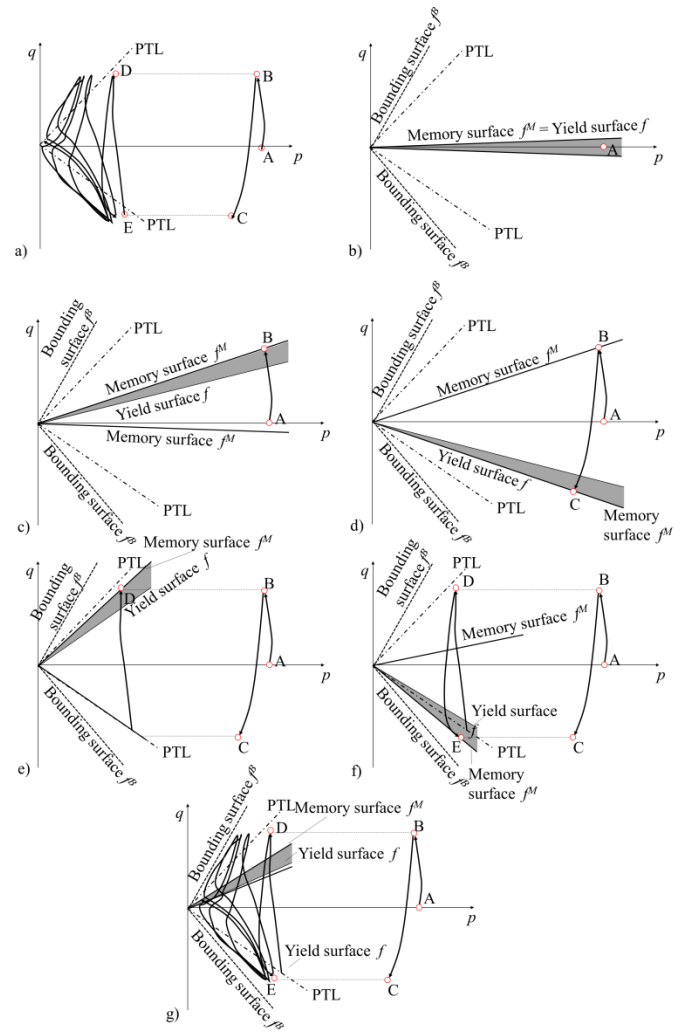 q
PTL
D
B
A
p
E
PTL
C
a)
q
Bounding surface f^B
PTL
Memory surface f^M = Yield surface f
A
p
Bounding surface f^B
PTL
b)
q
Bounding
surface f^B
PTL
B
Memory surface f^M
Yield surface f
A
Memory surface f^M
p
Bounding surface f^B
PTL
c)
q
Bounding surface f^B
PTL
B
Memory surface f^M
A
p
Yield surface f
Bounding surface f^B
PTL
C
Memory
surface f^M
d)
q
Bounding
surface f^B
PTL
Memory surface f^M
D
Yield surface f
B
A
p
Bounding surface f^B
PTL
C
e)
q
Bounding
surface f^B
PTL
D
B
Memory surface f^M
A
p
Yield surface
f
Bounding surface f^B
E
PTL
C
Memory
surface f^M
f)
q
Bounding surface f^B
PTL
Memory surface f^M
D
B
Yield surface f
A
p
Bounding surface f^B
Yield surface f
E
PTL
C
g)